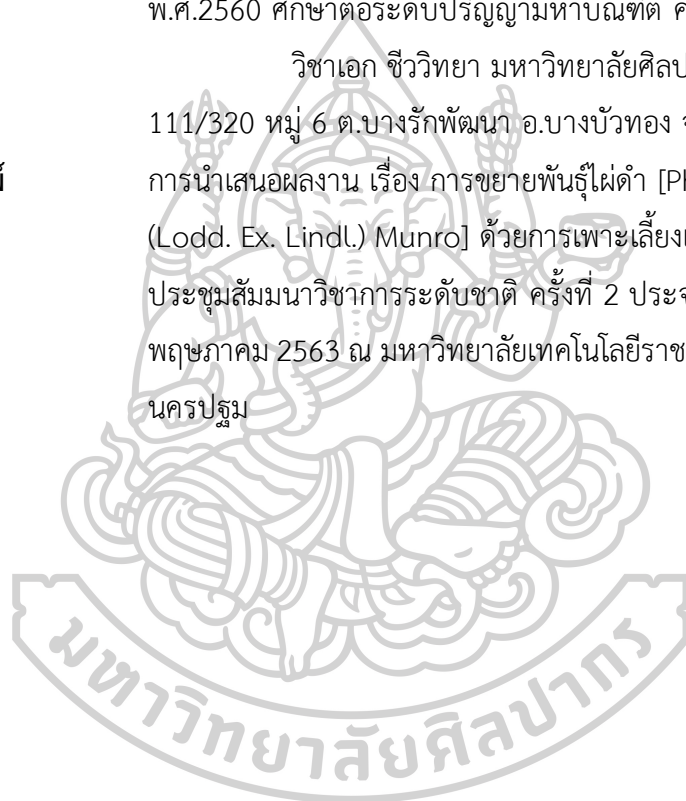 พ.ศ.2560 ศึกษาต่อระดับปริญญามหาบัณฑิต
วิชาเอก ชีววิทยา มหาวิทยาลัยศิลป
111/320 หมู่ 6 ต.บางรักพัฒนา อ.บางบัวทอง จ
การนำเสนอผลงาน เรื่อง การขยายพันธุ์ไผ่ดำ [Ph
(Lodd. Ex. Lindl.) Munro] ด้วยการเพาะเลี้ยง
ประชุมสัมมนาวิชาการระดับชาติ ครั้งที่ 2
พฤษภาคม 2563 ณ มหาวิทยาลัยเทคโนโลยีราช
นครปฐม
มหาวิทยาลัยศิลปากร